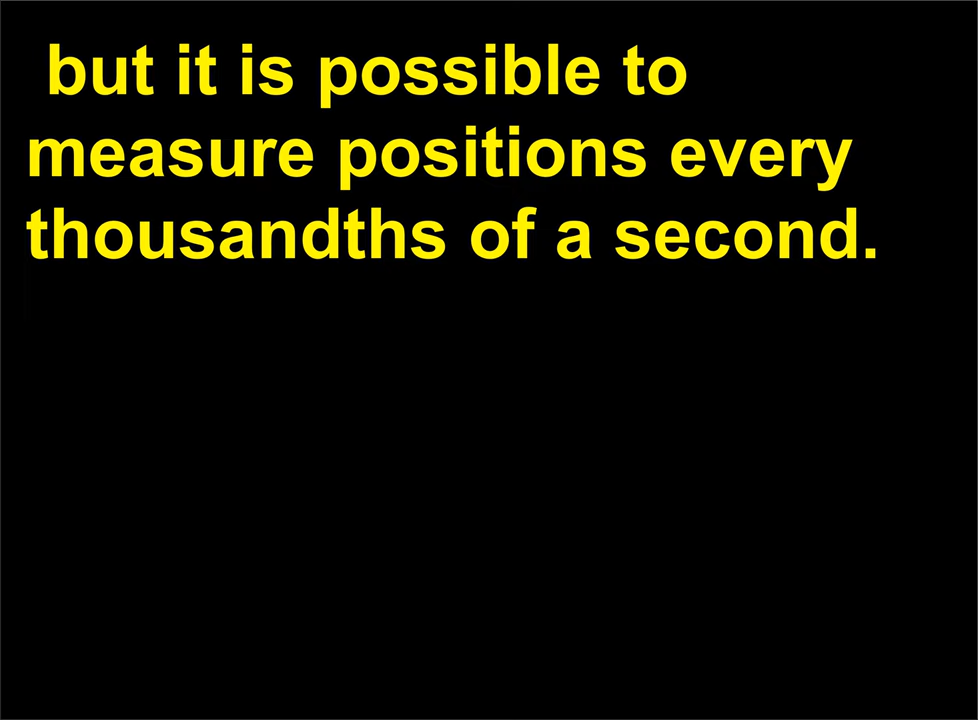 but it is possible to
measure positions every
thousandths of a second.